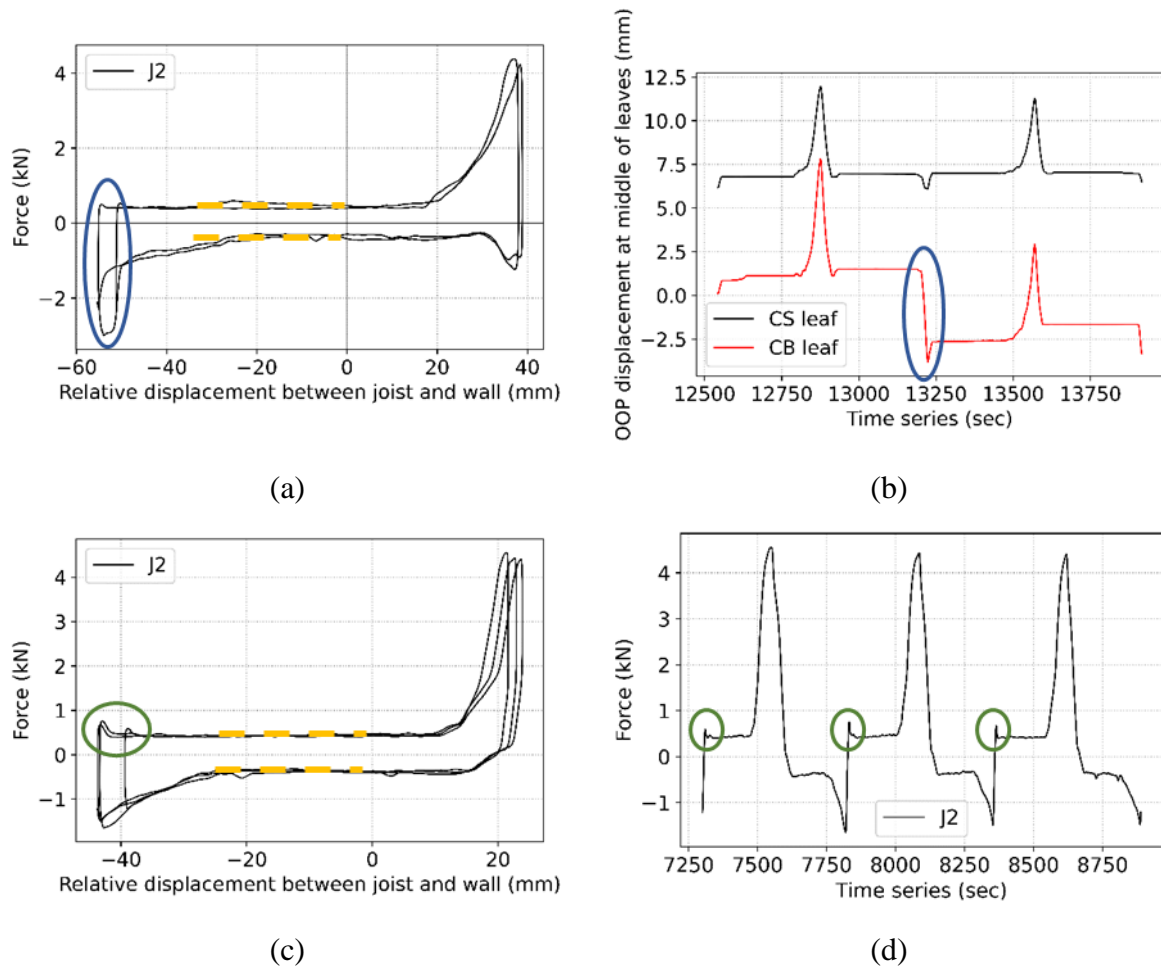 J2
4
2
0
−2
Force (kN)
−60 −40 −20 0 20 40
Relative displacement between joist and wall (mm)
(a)
12.5
10.0
7.5
5.0
2.5
0.0
−2.5
OOP displacement at middle of leaves (mm)
CS leaf
CB leaf
12500 12750 13000 13250 13500 13750
Time series (sec)
(b)
J2
4
3
2
1
0
−1
Force (kN)
−40 −20 0 20
Relative displacement between joist and wall (mm)
(c)
4
3
2
1
0
−1
Force (kN)
J2
7250 7500 7750 8000 8250 8500 8750
Time series (sec)
(d)